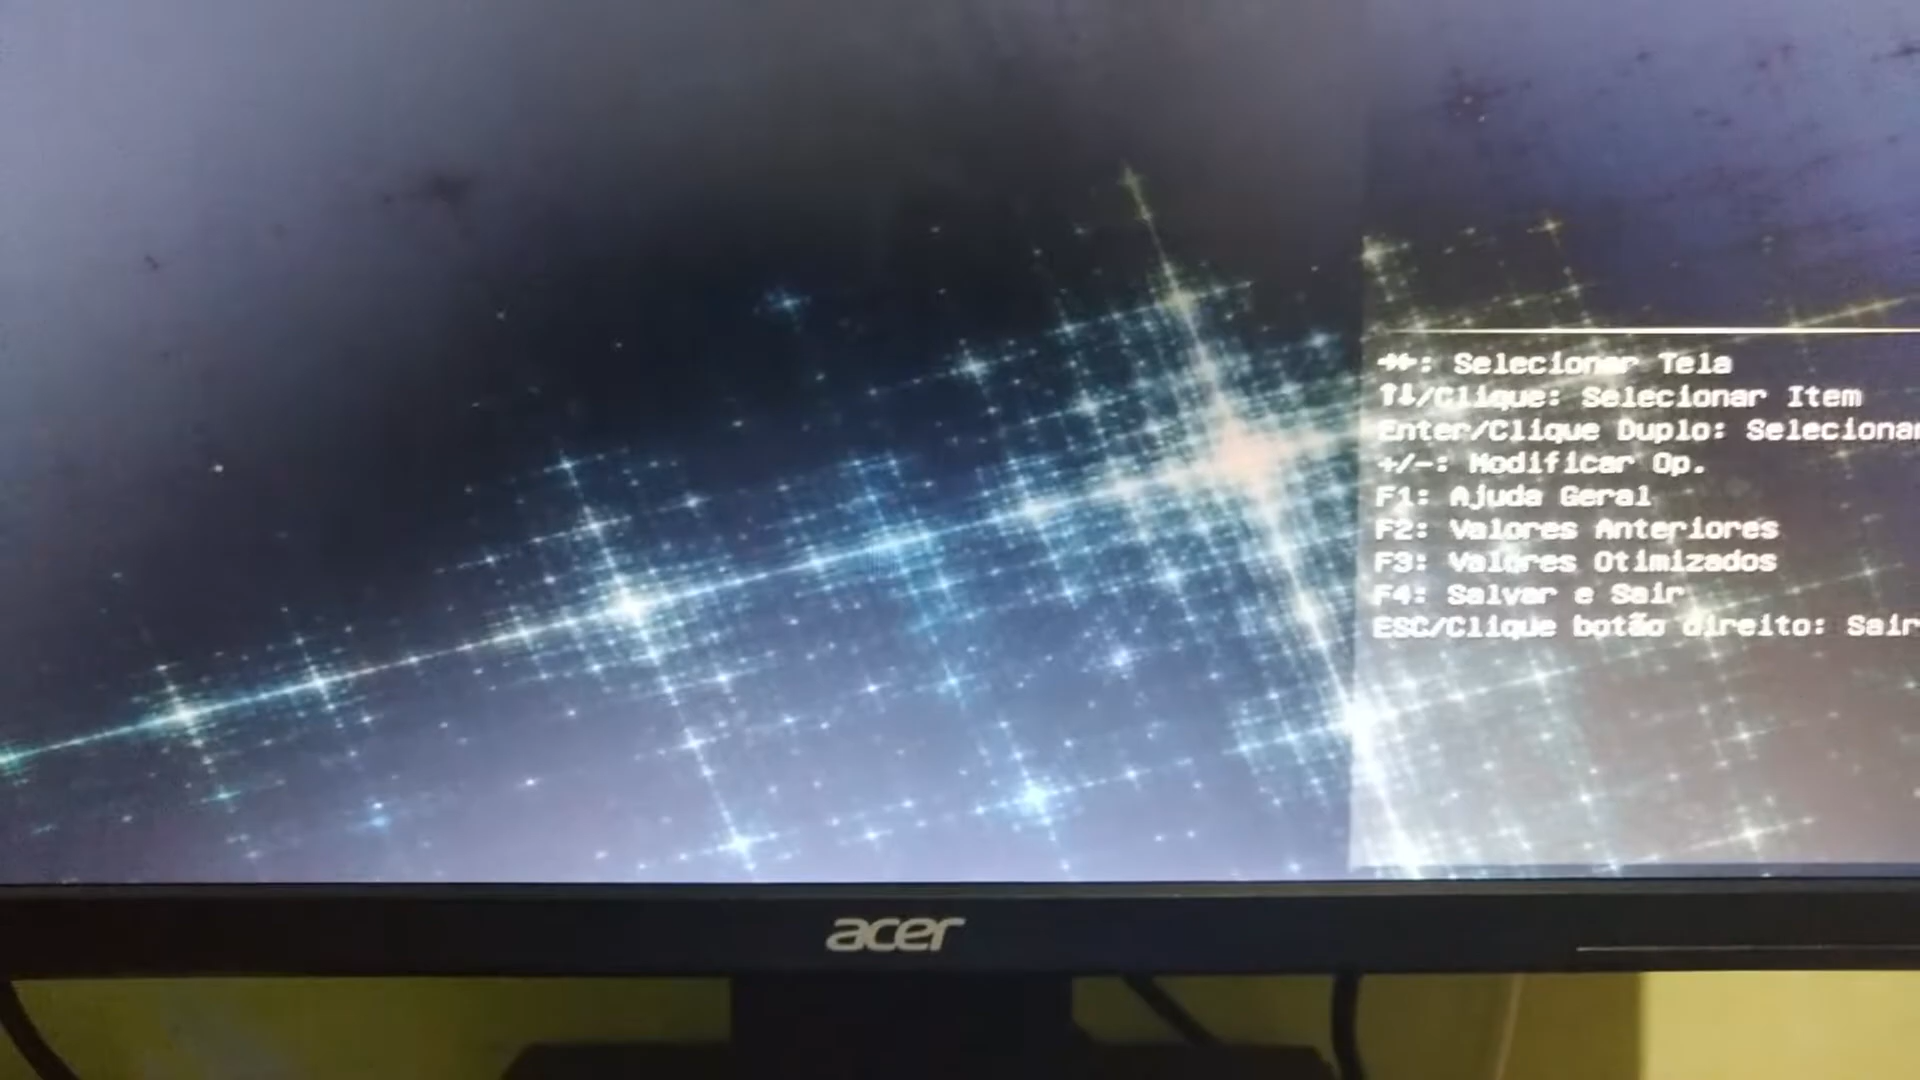 →←: Selecionar Tela
↑↓/Clique: Selecionar Item
Enter/Clique Duplo: Selecionar
+/-: Modificar Op.
F1: Ajuda Geral
F2: Valores Anteriores
F3: Valores Otimizados
F4: Salvar e Sair
ESC/Clique botão direito: Sair
acer